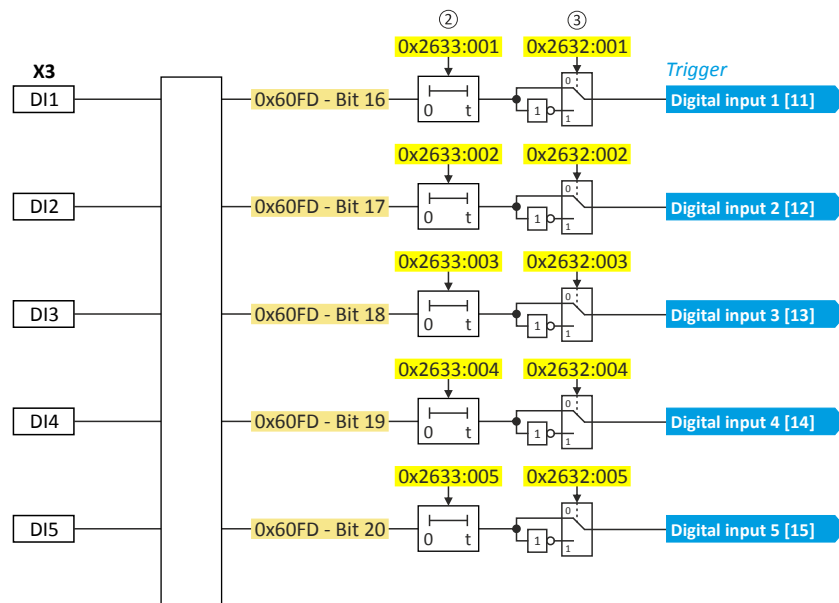 ② ③
0x2633:001 0x2632:001
X3 Trigger
DI1 0x60FD - Bit 16 0 t 1 0 1 Digital input 1 [11]
0x2633:002 0x2632:002
DI2 0x60FD - Bit 17 0 t 1 0 1 Digital input 2 [12]
0x2633:003 0x2632:003
DI3 0x60FD - Bit 18 0 t 1 0 1 Digital input 3 [13]
0x2633:004 0x2632:004
DI4 0x60FD - Bit 19 0 t 1 0 1 Digital input 4 [14]
0x2633:005 0x2632:005
DI5 0x60FD - Bit 20 0 t 1 0 1 Digital input 5 [15]